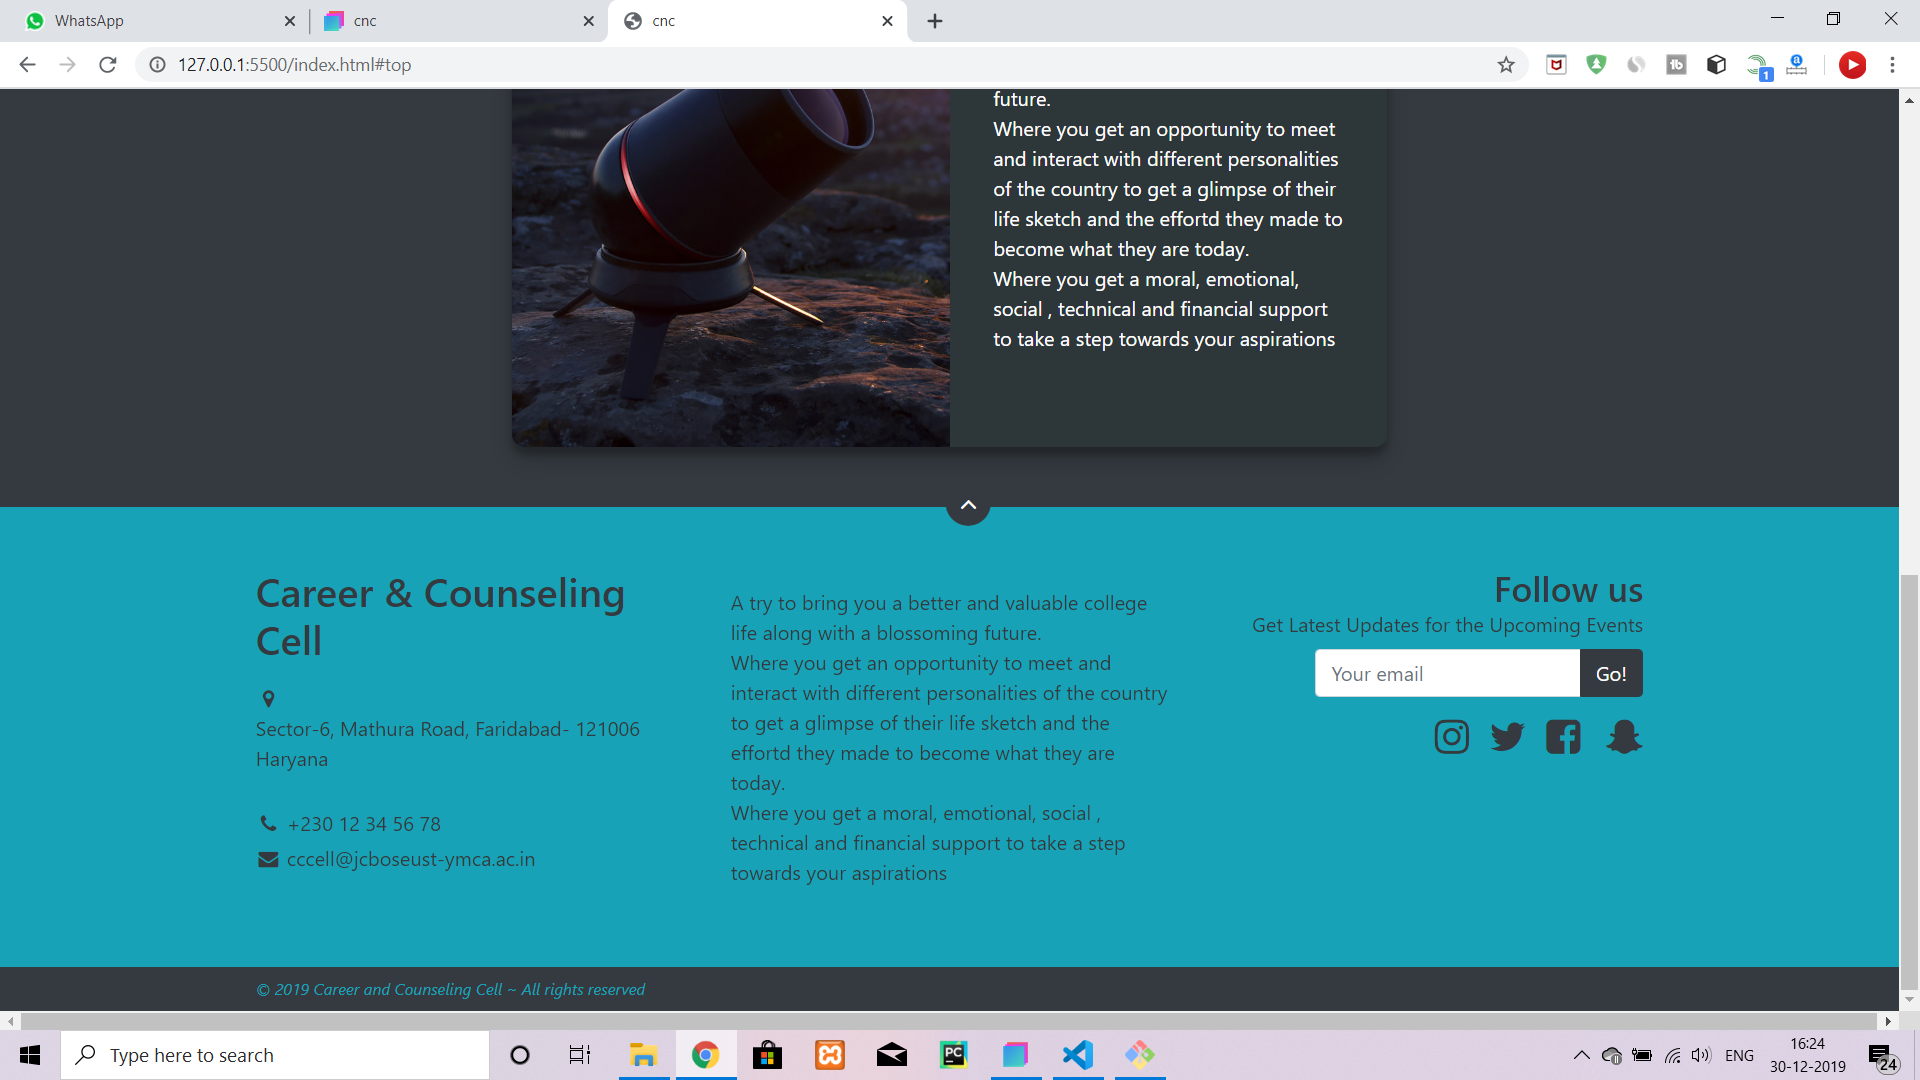 WhatsApp
cnc
cnc
127.0.0.1:5500/index.html#top
1
future.
Where you get an opportunity to meet
and interact with different personalities
of the country to get a glimpse of their
life sketch and the effortd they made to
become what they are today.
Where you get a moral, emotional,
social , technical and financial support
to take a step towards your aspirations
Career & Counseling
Cell
Sector-6, Mathura Road, Faridabad- 121006
Haryana
+230 12 34 56 78
cccell@jcboseust-ymca.ac.in
A try to bring you a better and valuable college
life along with a blossoming future.
Where you get an opportunity to meet and
interact with different personalities of the country
to get a glimpse of their life sketch and the
effortd they made to become what they are
today.
Where you get a moral, emotional, social ,
technical and financial support to take a step
towards your aspirations
Follow us
Get Latest Updates for the Upcoming Events
Your email
Go!
© 2019 Career and Counseling Cell ~ All rights reserved
Type here to search
PC
ENG
16:24
30-12-2019
24